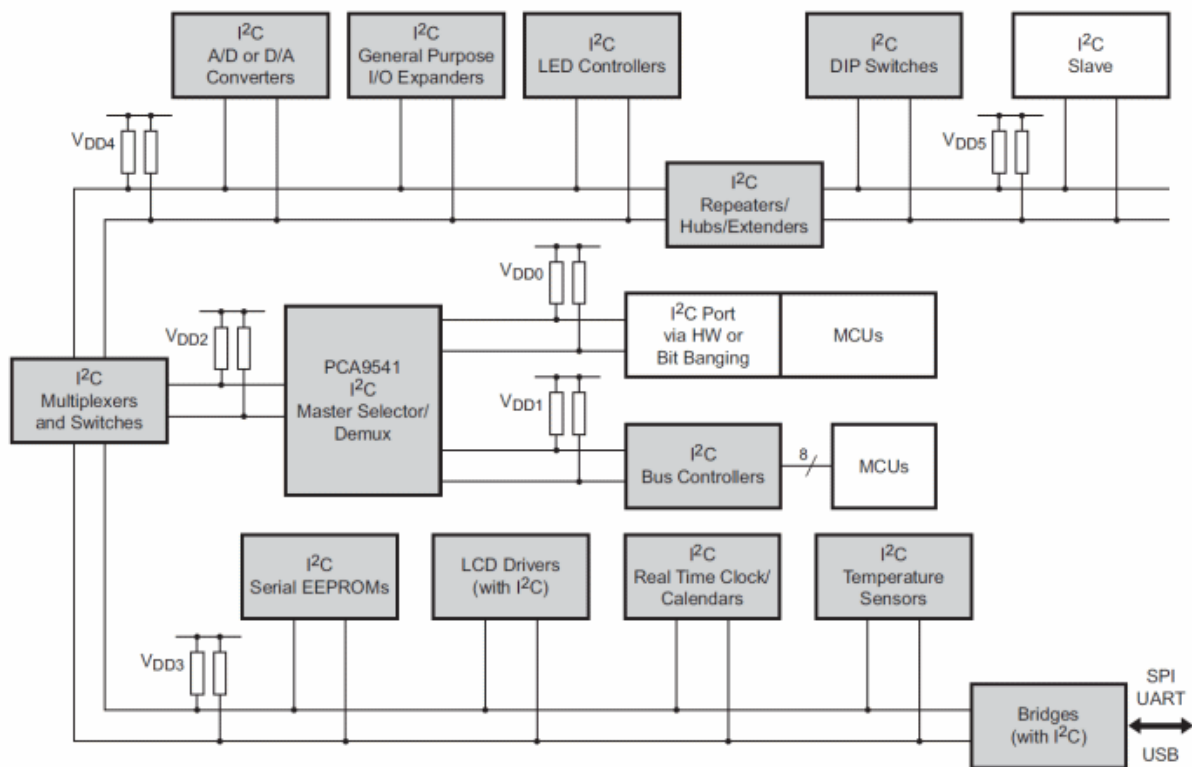 I²C
A/D or D/A
Converters
I²C
General Purpose
I/O Expanders
I²C
LED Controllers
I²C
DIP Switches
I²C
Slave
VDD4
VDD5
I²C
Repeaters/
Hubs/Extenders
VDD0
I²C Port
via HW or
Bit Banging
MCUs
VDD2
PCA9541
I²C
Master Selector/
Demux
I²C
Multiplexers
and Switches
VDD1
I²C
Bus Controllers
8
MCUs
I²C
Serial EEPROMs
LCD Drivers
(with I²C)
I²C
Real Time Clock/
Calendars
I²C
Temperature
Sensors
VDD3
Bridges
(with I²C)
SPI
UART
USB